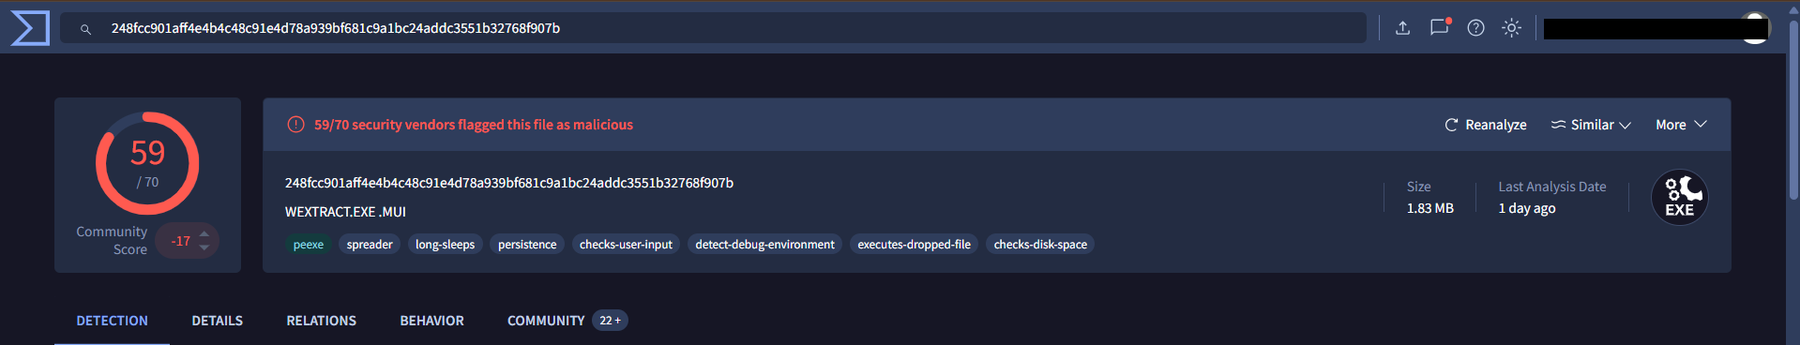 248fcc901aff4e4b4c48c91e4d78a939bf681c9a1bc24addc3551b32768f907b
59
/ 70
Community
Score
-17
59/70 security vendors flagged this file as malicious
Reanalyze
Similar
More
248fcc901aff4e4b4c48c91e4d78a939bf681c9a1bc24addc3551b32768f907b
WEXTRACT.EXE .MUI
peexe spreader long-sleeps persistence checks-user-input detect-debug-environment executes-dropped-file checks-disk-space
Size
1.83 MB
Last Analysis Date
1 day ago
EXE
DETECTION DETAILS RELATIONS BEHAVIOR COMMUNITY 22 +